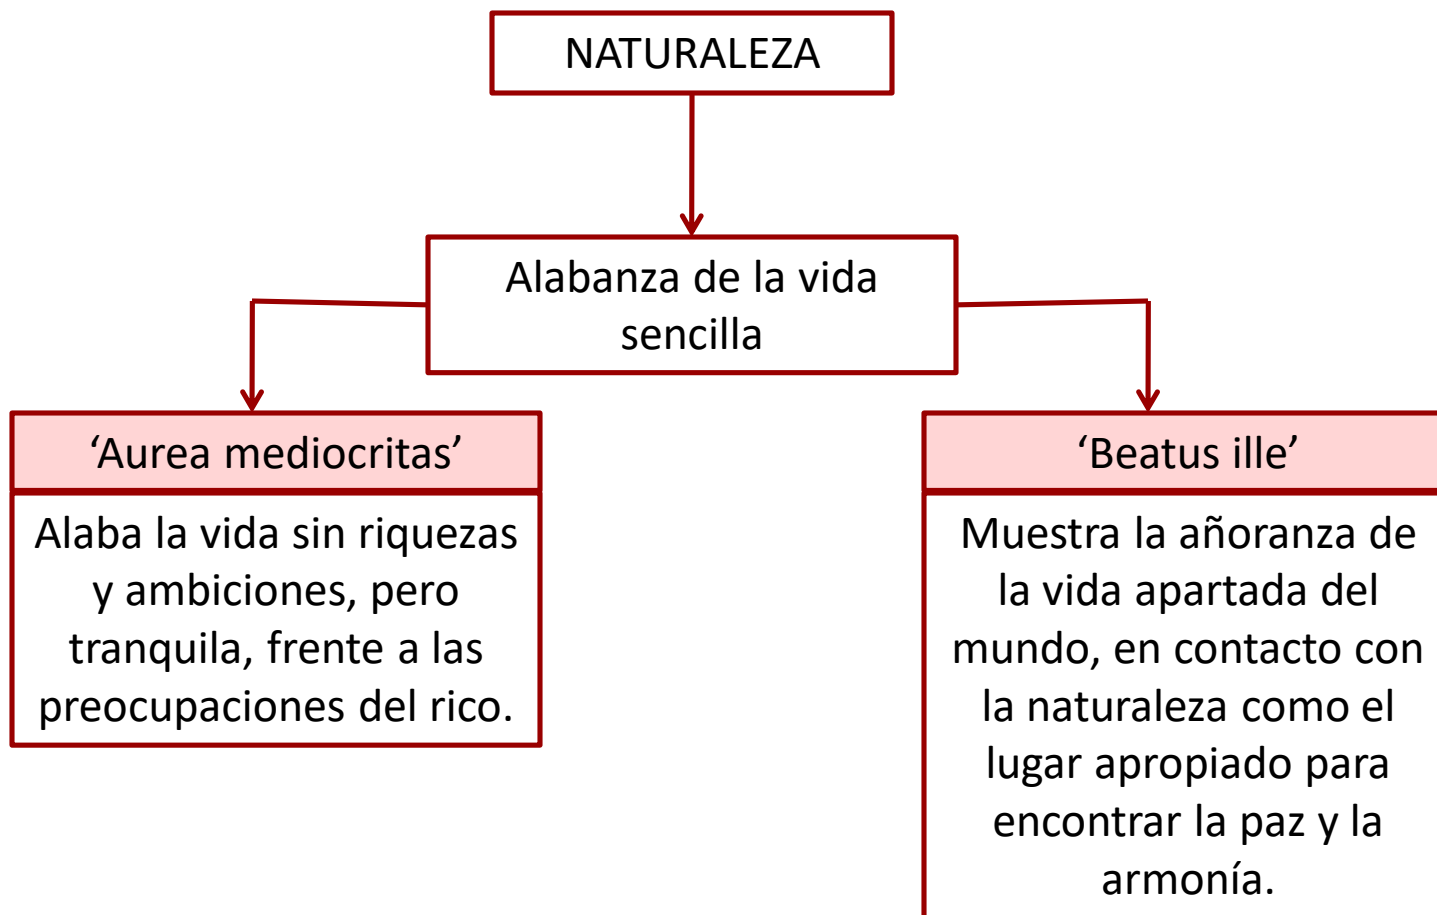 NATURALEZA
Alabanza de la vida
sencilla
‘Aurea mediocritas’
Alaba la vida sin riquezas
y ambiciones, pero
tranquila, frente a las
preocupaciones del rico.
‘Beatus ille’
Muestra la añoranza de
la vida apartada del
mundo, en contacto con
la naturaleza como el
lugar apropiado para
encontrar la paz y la
armonía.